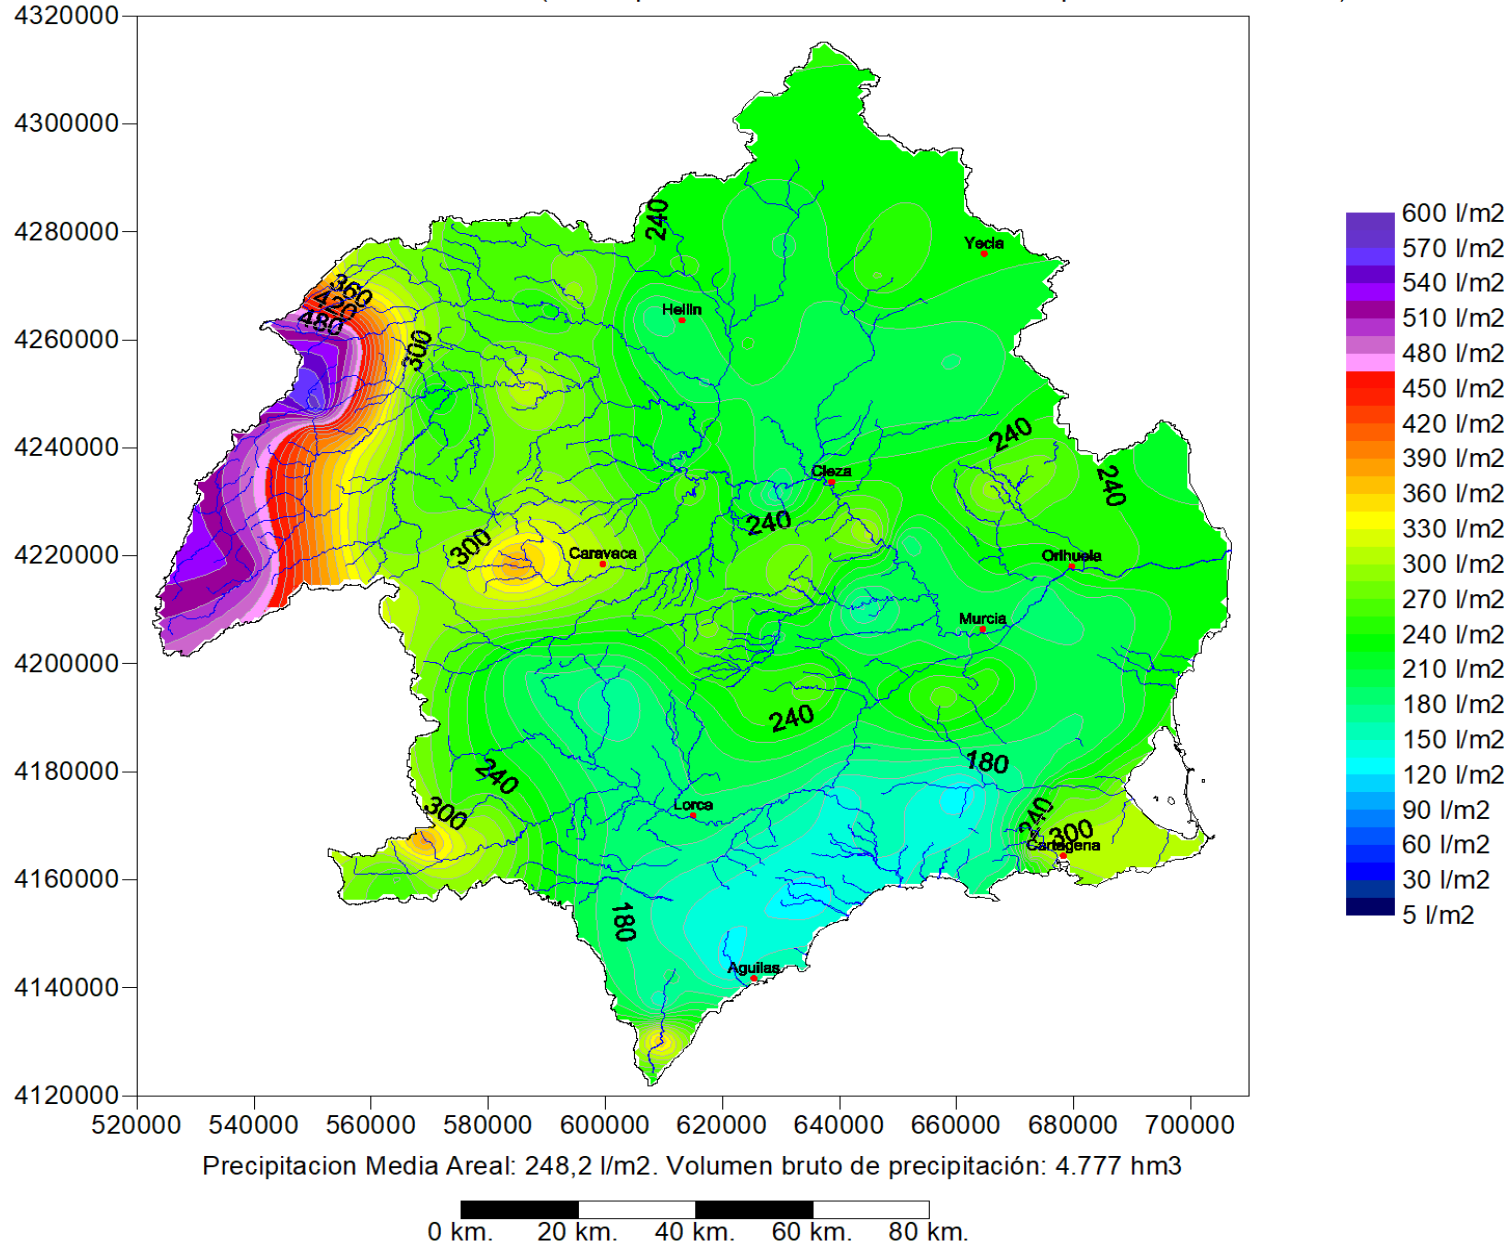 4320000
4300000
4280000
4260000
4240000
4220000
4200000
4180000
4160000
4140000
4120000
520000 540000 560000 580000 600000 620000 640000 660000 680000 700000
240
Yecla
360
420
480
300
Hellin
240
Cieza
240
240
300
Caravaca
Orihuela
Murcia
240
240
300
180
Lorca
240
300
Cartagena
180
Aguilas
600 l/m2
570 l/m2
540 l/m2
510 l/m2
480 l/m2
450 l/m2
420 l/m2
390 l/m2
360 l/m2
330 l/m2
300 l/m2
270 l/m2
240 l/m2
210 l/m2
180 l/m2
150 l/m2
120 l/m2
90 l/m2
60 l/m2
30 l/m2
5 l/m2
Precipitacion Media Areal: 248,2 l/m2. Volumen bruto de precipitación: 4.777 hm3
0 km. 20 km. 40 km. 60 km. 80 km.